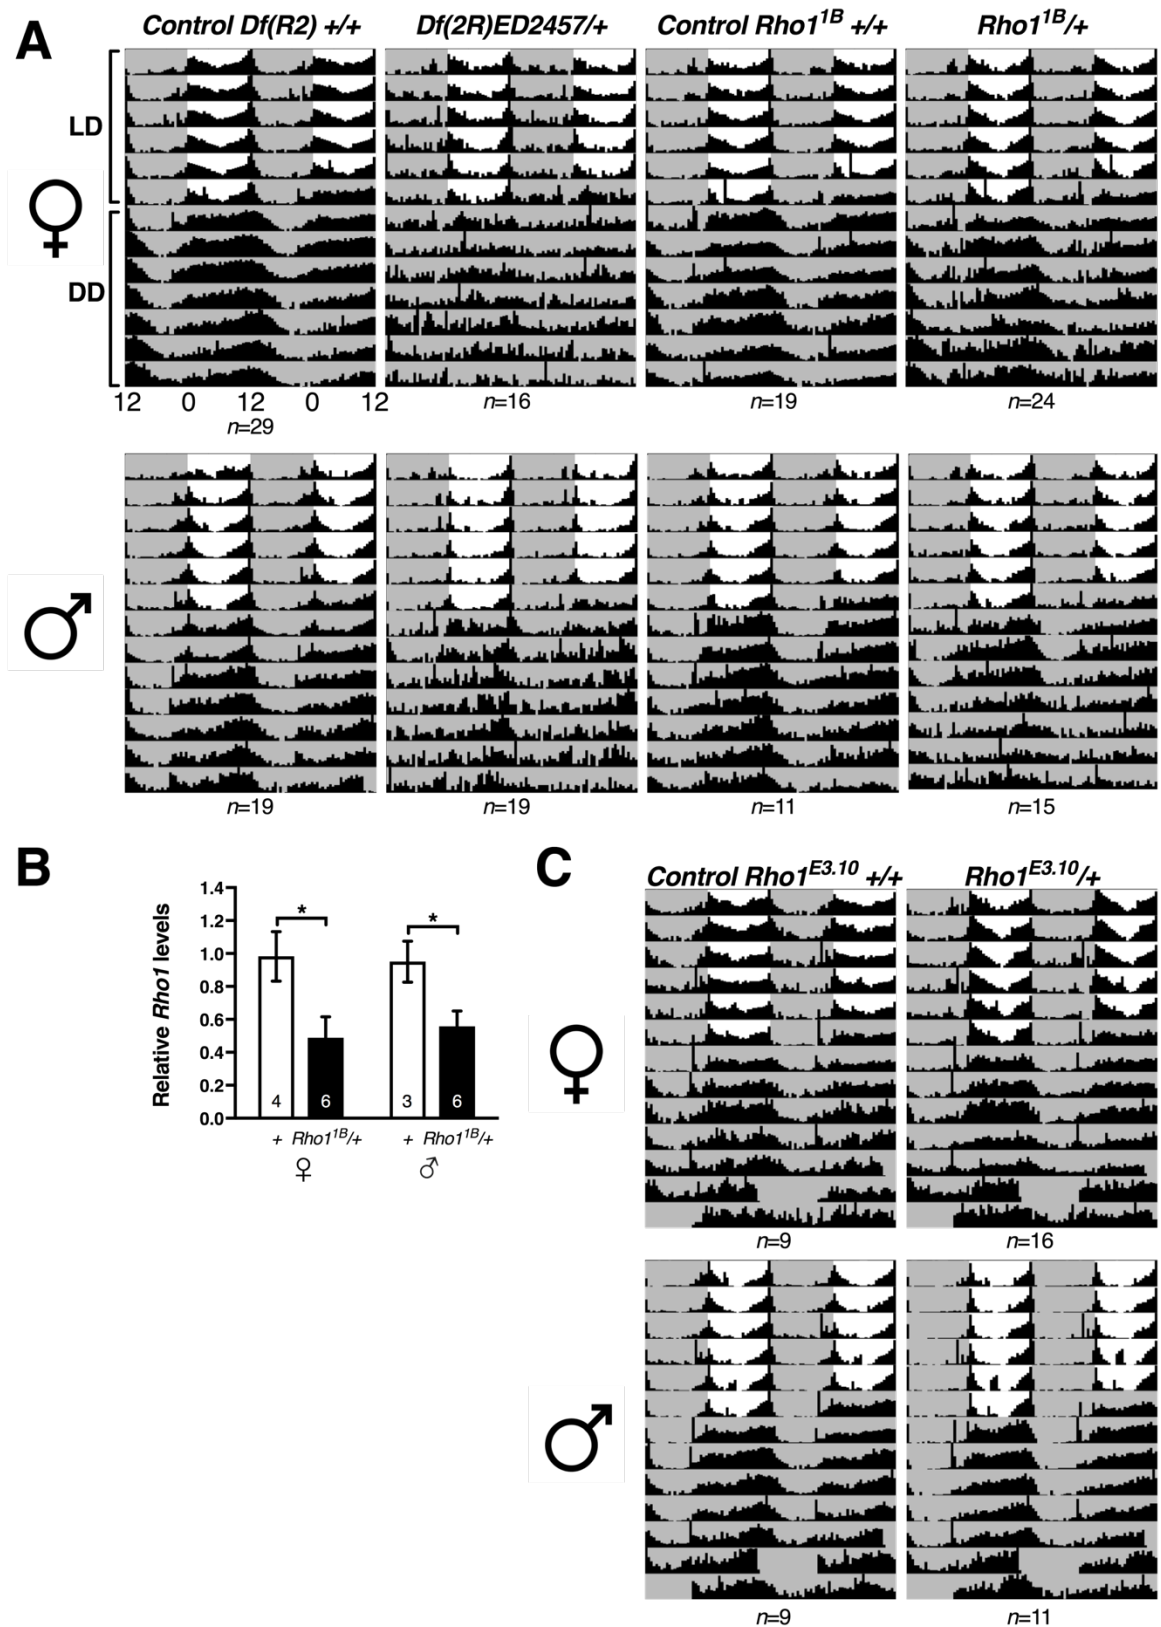 A
Control Df(R2) +/+ Df(2R)ED2457/+ Control Rho1^1B +/+ Rho1^1B/+
LD
♀
DD
12 0 12 0 12
n=29 n=16 n=19 n=24
♂
n=19 n=19 n=11 n=15
B
Relative Rho1 levels
1.4
1.2
1.0
0.8
0.6
0.4
0.2
0.0
* *
4 6 3 6
+ Rho1^1B/+ + Rho1^1B/+
♀ ♂
C
Control Rho1^E3.10 +/+ Rho1^E3.10/+
♀
n=9 n=16
♂
n=9 n=11